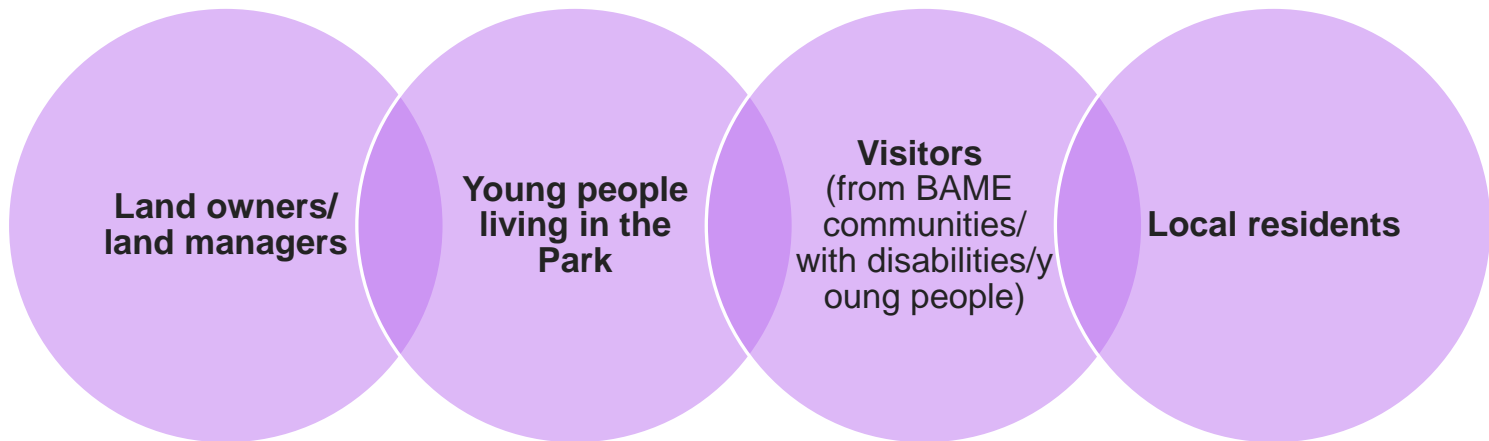 Land owners/
land managers
Young people
living in the
Park
Visitors
(from BAME
communities/
with disabilities/y
oung people)
Local residents